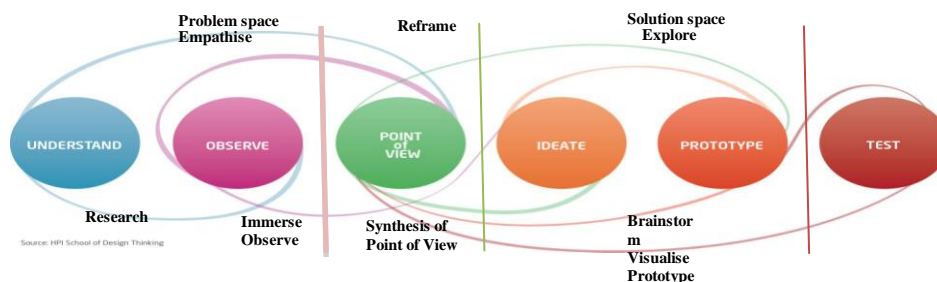 Problem space
Empathise
Reframe
Solution space
Explore
UNDERSTAND
OBSERVE
POINT
of
VIEW
IDEATE
PROTOTYPE
TEST
Research
Immerse
Observe
Synthesis of
Point of View
Brainstor
m
Visualise
Prototype
Source: HPI School of Design Thinking